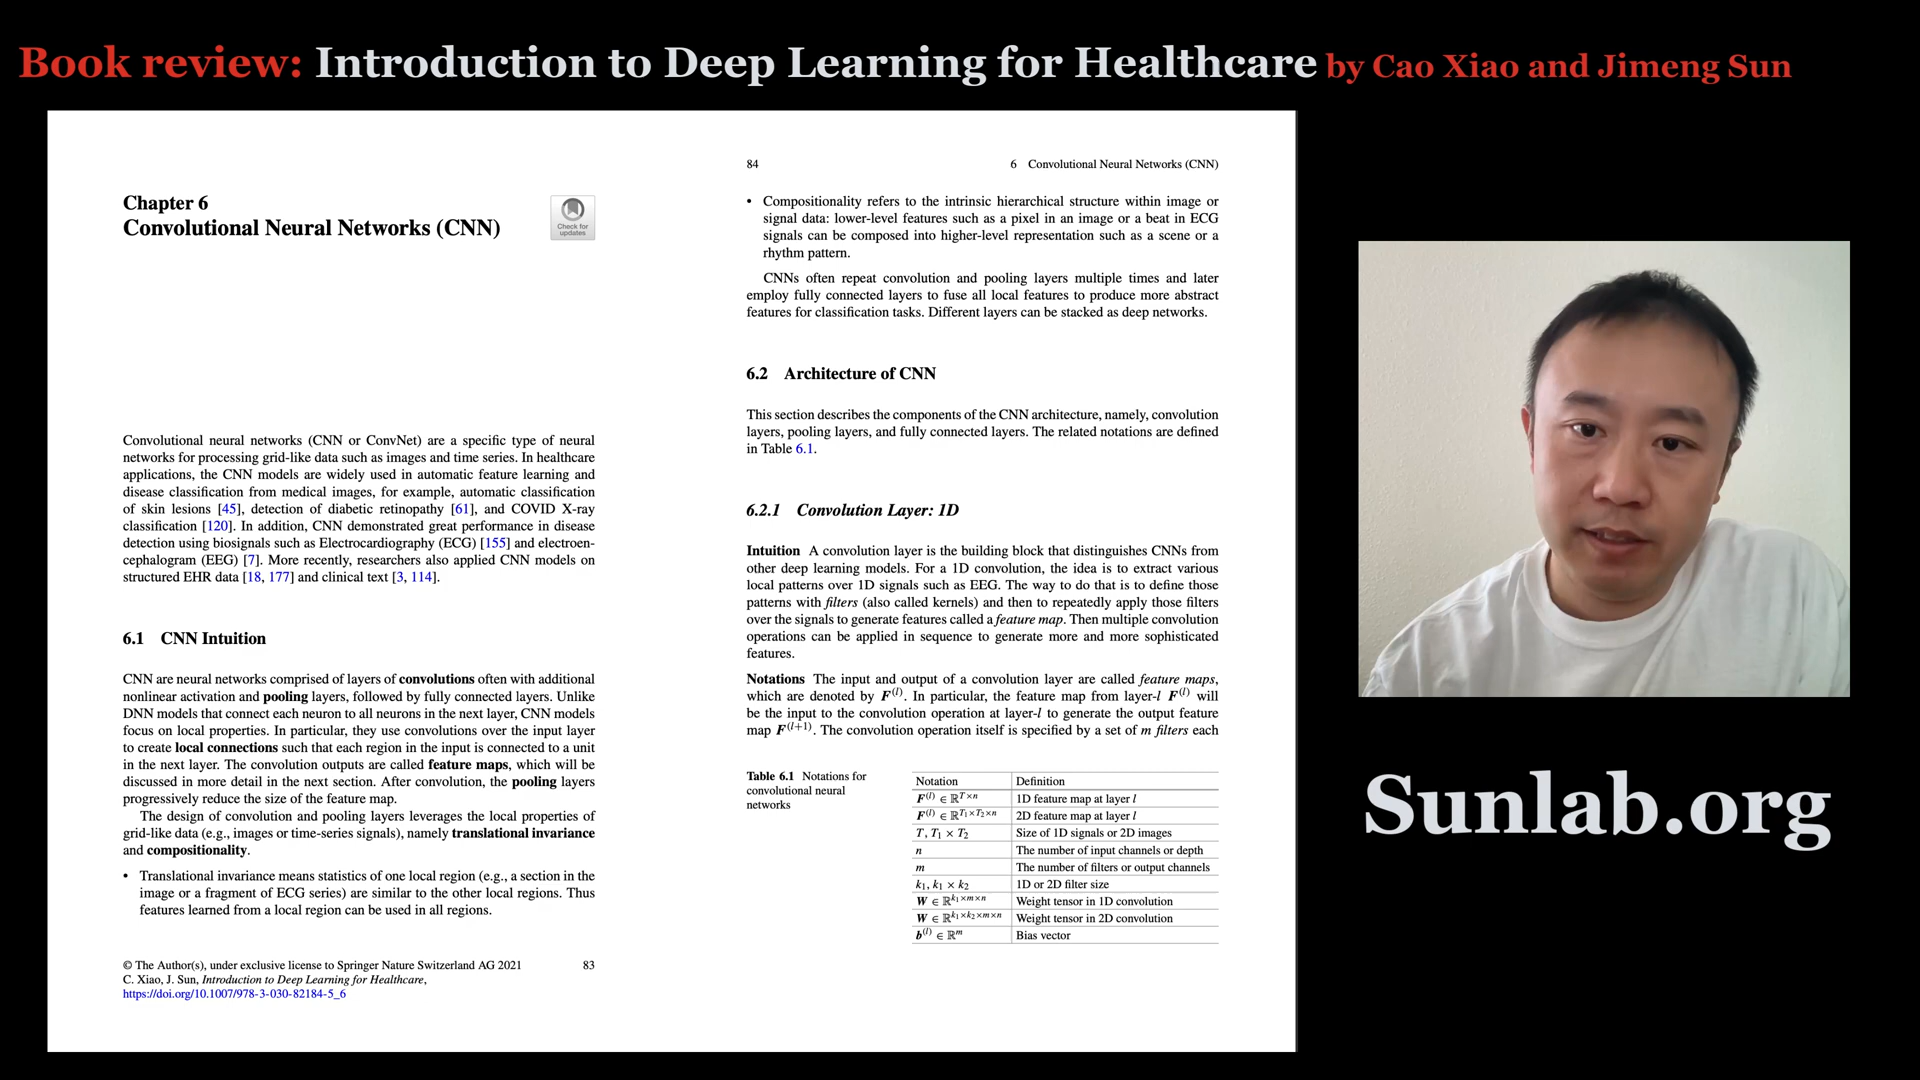 Book review: Introduction to Deep Learning for Healthcare by Cao Xiao and Jimeng Sun
Chapter 6
Convolutional Neural Networks (CNN)
Check for
updates
Convolutional neural networks (CNN or ConvNet) are a specific type of neural
networks for processing grid-like data such as images and time series. In healthcare
applications, the CNN models are widely used in automatic feature learning and
disease classification from medical images, for example, automatic classification
of skin lesions [45], detection of diabetic retinopathy [61], and COVID X-ray
classification [120]. In addition, CNN demonstrated great performance in disease
detection using biosignals such as Electrocardiography (ECG) [155] and electroen-
cephalogram (EEG) [7]. More recently, researchers also applied CNN models on
structured EHR data [18, 177] and clinical text [3, 114].
6.1 CNN Intuition
CNN are neural networks comprised of layers of convolutions often with additional
nonlinear activation and pooling layers, followed by fully connected layers. Unlike
DNN models that connect each neuron to all neurons in the next layer, CNN models
focus on local properties. In particular, they use convolutions over the input layer
to create local connections such that each region in the input is connected to a unit
in the next layer. The convolution outputs are called feature maps, which will be
discussed in more detail in the next section. After convolution, the pooling layers
progressively reduce the size of the feature map.
The design of convolution and pooling layers leverages the local properties of
grid-like data (e.g., images or time-series signals), namely translational invariance
and compositionality.
• Translational invariance means statistics of one local region (e.g., a section in the
image or a fragment of ECG series) are similar to the other local regions. Thus
features learned from a local region can be used in all regions.
© The Author(s), under exclusive license to Springer Nature Switzerland AG 2021 83
C. Xiao, J. Sun, Introduction to Deep Learning for Healthcare,
https://doi.org/10.1007/978-3-030-82184-5_6
84 6 Convolutional Neural Networks (CNN)
• Compositionality refers to the intrinsic hierarchical structure within image or
signal data: lower-level features such as a pixel in an image or a beat in ECG
signals can be composed into higher-level representation such as a scene or a
rhythm pattern.
CNNs often repeat convolution and pooling layers multiple times and later
employ fully connected layers to fuse all local features to produce more abstract
features for classification tasks. Different layers can be stacked as deep networks.
6.2 Architecture of CNN
This section describes the components of the CNN architecture, namely, convolution
layers, pooling layers, and fully connected layers. The related notations are defined
in Table 6.1.
6.2.1 Convolution Layer: 1D
Intuition A convolution layer is the building block that distinguishes CNNs from
other deep learning models. For a 1D convolution, the idea is to extract various
local patterns over 1D signals such as EEG. The way to do that is to define those
patterns with filters (also called kernels) and then to repeatedly apply those filters
over the signals to generate features called a feature map. Then multiple convolution
operations can be applied in sequence to generate more and more sophisticated
features.
Notations The input and output of a convolution layer are called feature maps,
which are denoted by F^(l). In particular, the feature map from layer-l F^(l) will
be the input to the convolution operation at layer-l to generate the output feature
map F^(l+1). The convolution operation itself is specified by a set of m filters each
Table 6.1 Notations for
convolutional neural
networks
Notation Definition
F^(l) ∈ ℝ^T×n 1D feature map at layer l
F^(l) ∈ ℝ^T₁×T₂×n 2D feature map at layer l
T, T₁ × T₂ Size of 1D signals or 2D images
n The number of input channels or depth
m The number of filters or output channels
k₁, k₁ × k₂ 1D or 2D filter size
W ∈ ℝ^k₁×m×n Weight tensor in 1D convolution
W ∈ ℝ^k₁×k₂×m×n Weight tensor in 2D convolution
b^(l) ∈ ℝ^m Bias vector
Sunlab.org